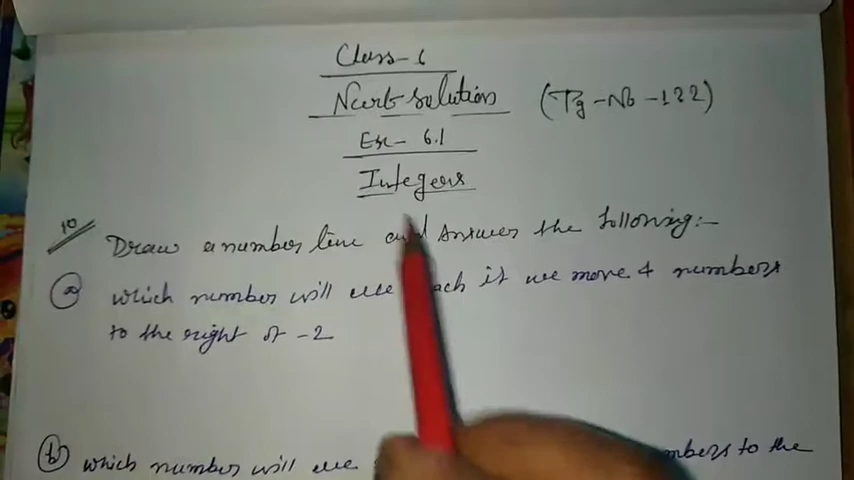 Class-6
Ncert solution (Pg-No-122)
Ex- 6.1
Integers
10 Draw a number line and Answer the following:-
(a) which number will we each if we move 4 numbers
to the right of -2
(b) which number will we mbers to the